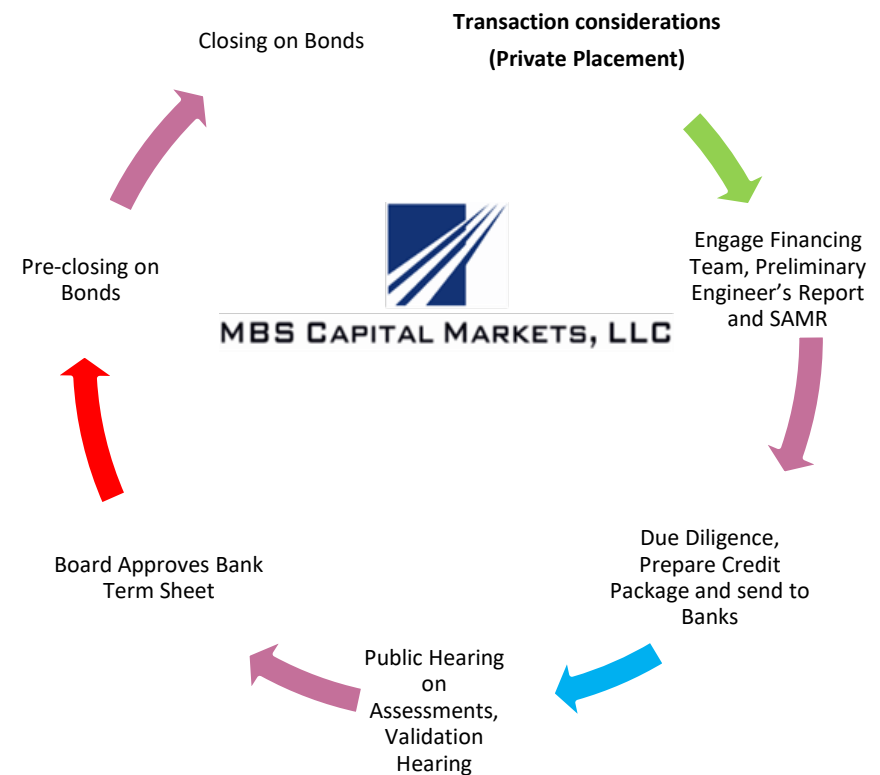 Transaction considerations
(Private Placement)
Engage Financing
Team, Preliminary
Engineer’s Report
and SAMR
Due Diligence,
Prepare Credit
Package and send to
Banks
Public Hearing
on
Assessments,
Validation
Hearing
Board Approves Bank
Term Sheet
Pre-closing on
Bonds
Closing on Bonds
MBS CAPITAL MARKETS, LLC